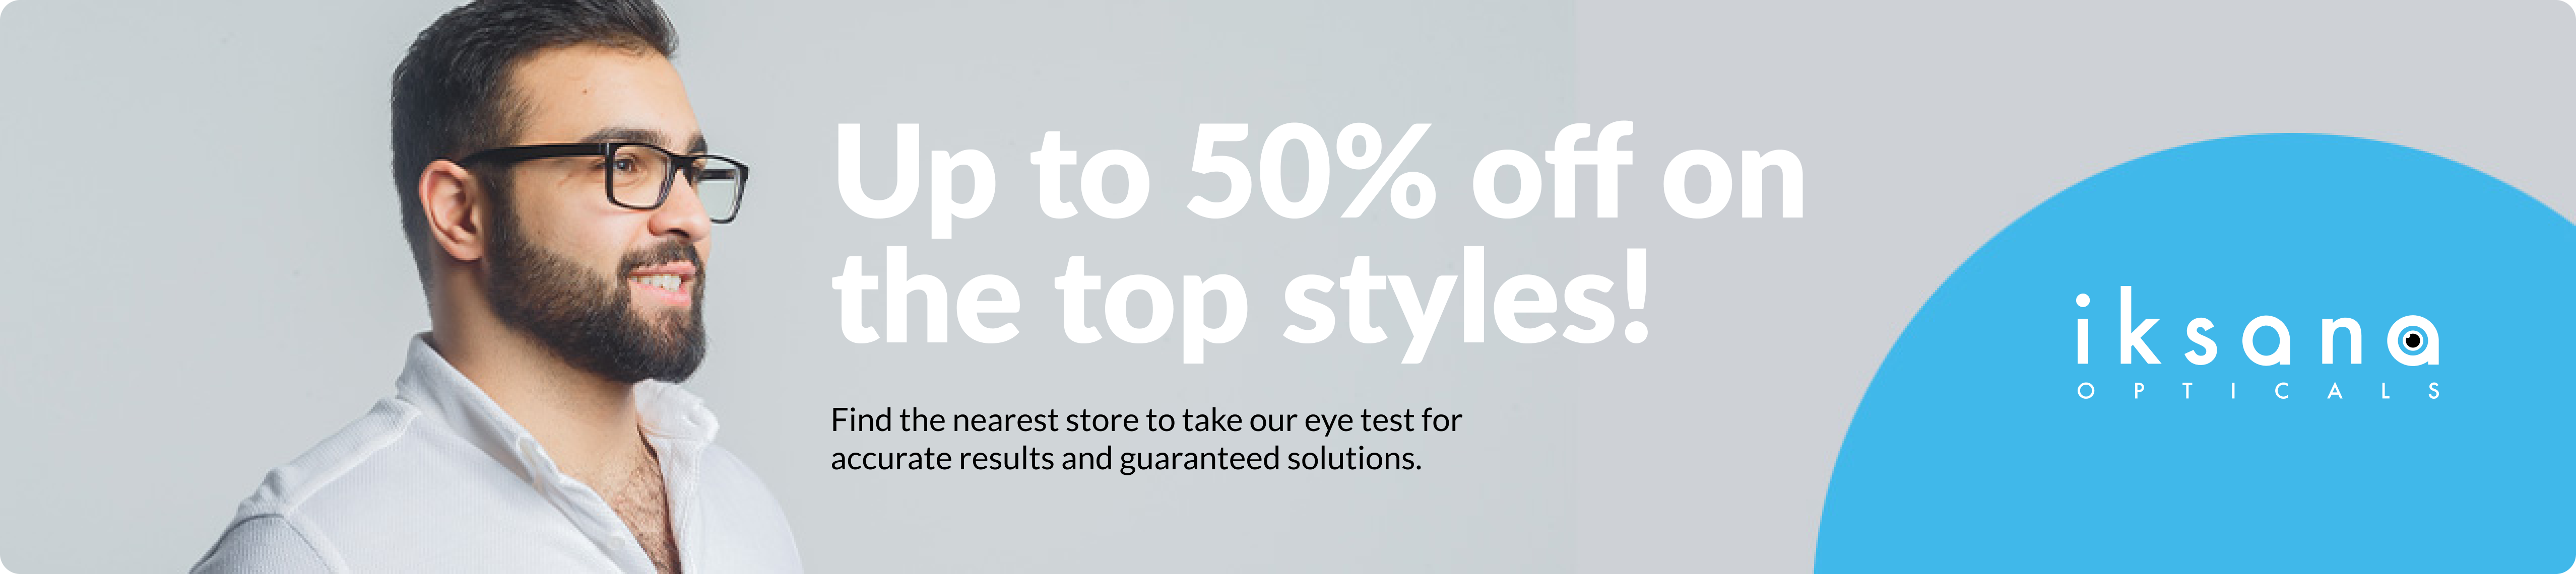 Up to 50% off on
the top styles!
Find the nearest store to take our eye test for
accurate results and guaranteed solutions.
iksana
OPTICALS